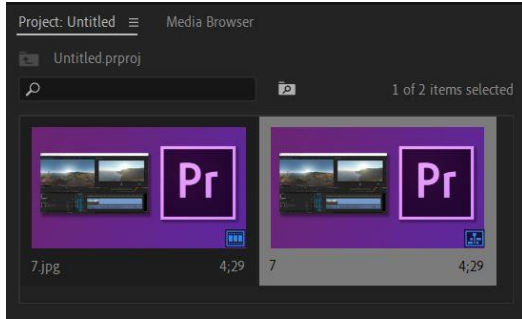 Project: Untitled Media Browser
Untitled.prproj
1 of 2 items selected
Pr Pr
7.jpg 4;29 7 4;29